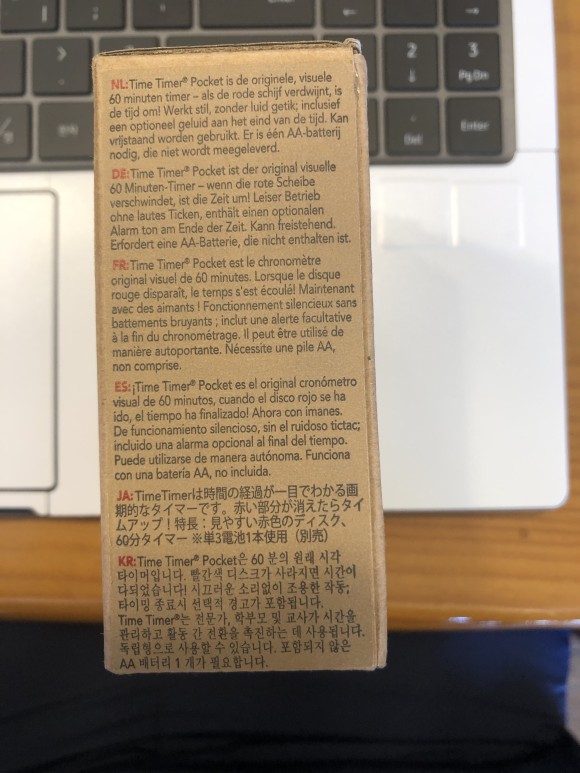 2
↓
3
Pg Dn
>
.
Del
Enter
한자
NL:Time Timer® Pocket is de originele, visuele
60 minuten timer – als de rode schijf verdwijnt, is
de tijd om! Werkt stil, zonder luid getik; inclusief
een optioneel geluid aan het eind van de tijd. Kan
vrijstaand worden gebruikt. Er is één AA-batterij
nodig, die niet wordt meegeleverd.
DE:Time Timer® Pocket ist der original visuelle
60 Minuten-Timer – wenn die rote Scheibe
verschwindet, ist die Zeit um! Leiser Betrieb
ohne lautes Ticken, enthält einen optionalen
Alarm ton am Ende der Zeit. Kann freistehend.
Erfordert eine AA-Batterie, die nicht enthalten ist.
FR:Time Timer® Pocket est le chronomètre
original visuel de 60 minutes. Lorsque le disque
rouge disparaît, le temps s'est écoulé! Maintenant
avec des aimants ! Fonctionnement silencieux sans
battements bruyants ; inclut une alerte facultative
à la fin du chronométrage. Il peut être utilisé de
manière autoportante. Nécessite une pile AA,
non comprise.
ES:¡Time Timer® Pocket es el original cronómetro
visual de 60 minutos, cuando el disco rojo se ha
ido, el tiempo ha finalizado! Ahora con imanes.
De funcionamiento silencioso, sin el ruidoso tictac;
incluido una alarma opcional al final del tiempo.
Puede utilizarse de manera autónoma. Funciona
con una batería AA, no incluida.
JA:TimeTimerは時間の経過が一目でわかる画
期的なタイマーです。赤い部分が消えたらタイ
ムアップ！特長：見やすい赤色のディスク、
60分タイマー ※単3電池1本使用（別売）
KR:Time Timer® Pocket은 60 분의 원래 시각
타이머입니다. 빨간색 디스크가 사라지면 시간이
다되었습니다! 시끄러운 소리없이 조용한 작동;
타이밍 종료시 선택적 경고가 포함됩니다.
Time Timer®는 전문가, 학부모 및 교사가 시간을
관리하고 활동 간 전환을 촉진하는 데 사용됩니다.
독립형으로 사용할 수 있습니다. 포함되지 않은
AA 배터리 1 개가 필요합니다.